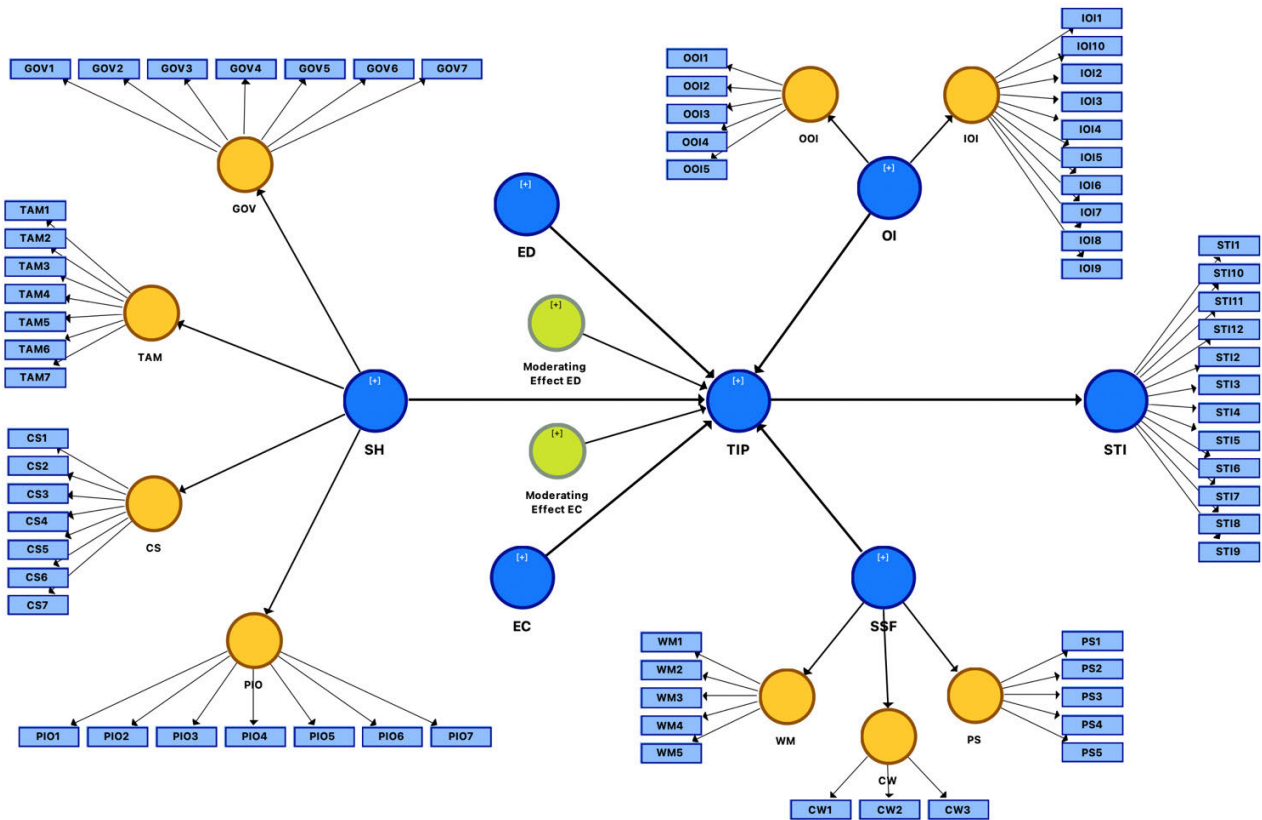 GOV1 GOV2 GOV3 GOV4 GOV5 GOV6 GOV7
GOV
TAM1
TAM2
TAM3
TAM4
TAM5
TAM6
TAM7
TAM
CS1
CS2
CS3
CS4
CS5
CS6
CS7
CS
PIO
PIO1 PIO2 PIO3 PIO4 PIO5 PIO6 PIO7
[+]
SH
[+]
ED
[+]
Moderating
Effect ED
[+]
Moderating
Effect EC
EC
[+]
TIP
OOI1
OOI2
OOI3
OOI4
OOI5
OOI
IOI
IOI1
IOI10
IOI2
IOI3
IOI4
IOI5
IOI6
IOI7
IOI8
IOI9
[+]
OI
STI
STI1
STI10
STI11
STI12
STI2
STI3
STI4
STI5
STI6
STI7
STI8
STI9
[+]
SSF
WM1
WM2
WM3
WM4
WM5
WM
CW
CW1 CW2 CW3
PS
PS1
PS2
PS3
PS4
PS5